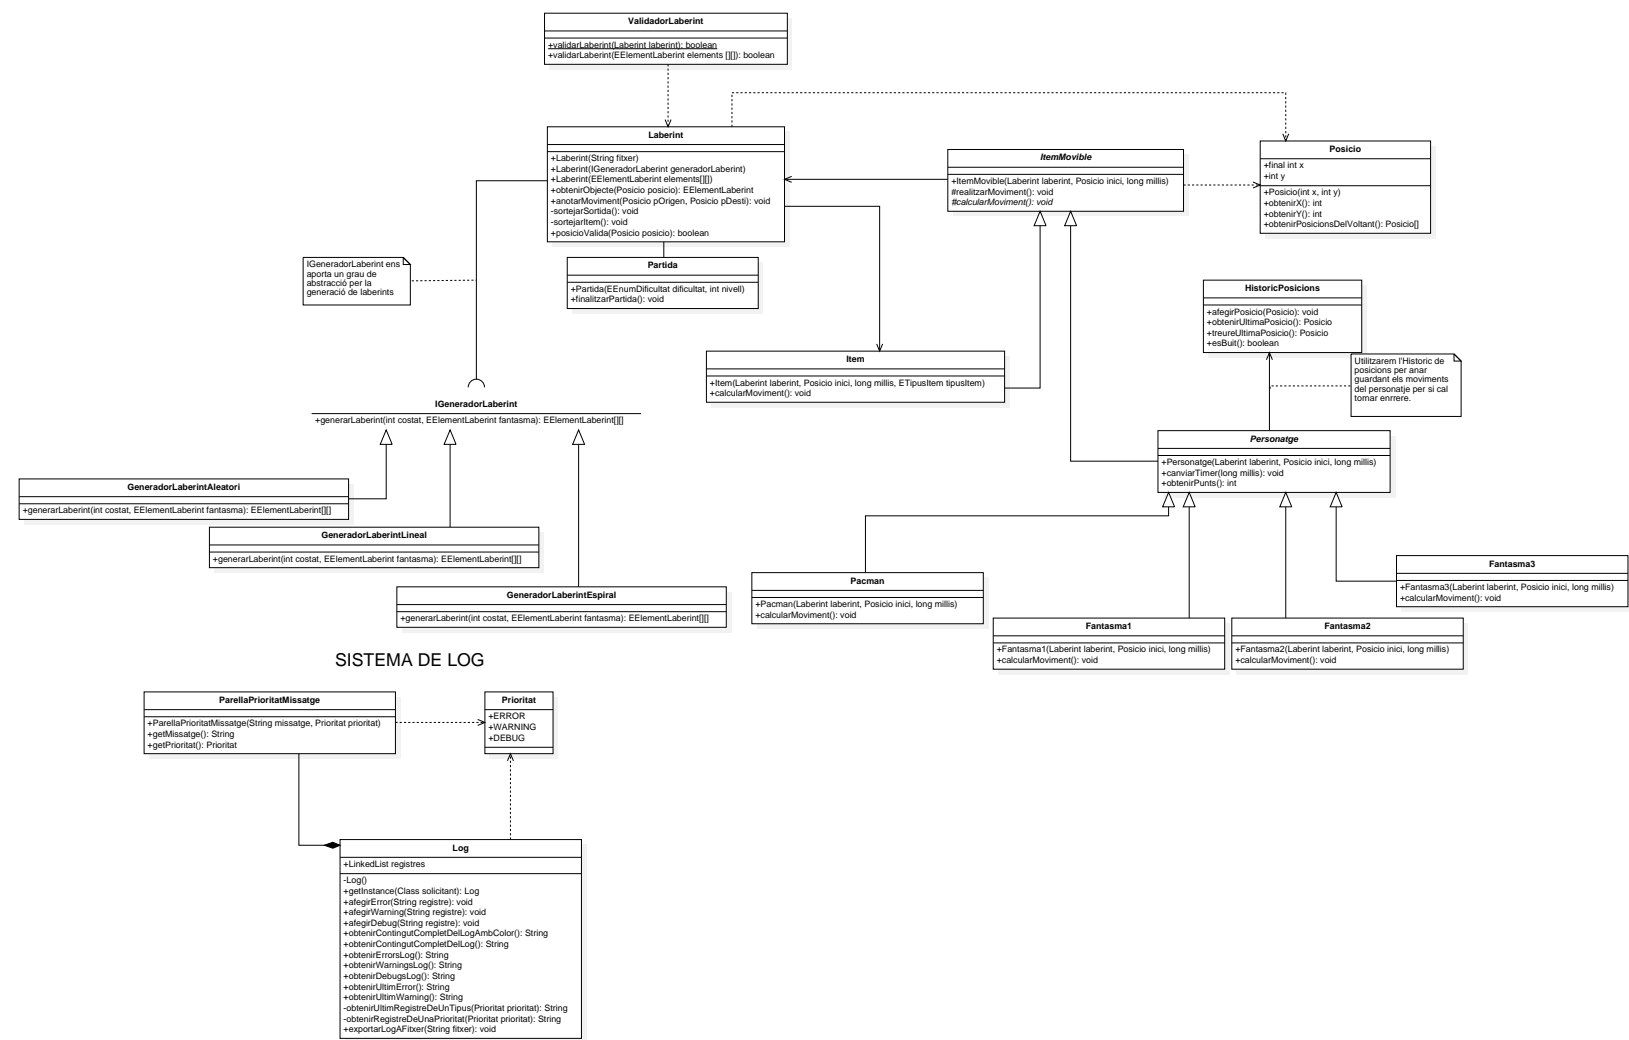 ValidadorLaberint
+validarLaberint(Laberint laberint): boolean
+validarLaberint(EElementLaberint elements [][]): boolean
Laberint
+Laberint(String fitxer)
+Laberint(IGeneradorLaberint generadorLaberint)
+Laberint(EElementLaberint elements[][])
+obtenirObjecte(Posicio posicio): EElementLaberint
+anotarMoviment(Posicio pOrigen, Posicio pDesti): void
-sortejarSortida(): void
-sortejarItem(): void
+posicioValida(Posicio posicio): boolean
ItemMovible
+ItemMovible(Laberint laberint, Posicio inici, long millis)
#realitzarMoviment(): void
#calcularMoviment(): void
Posicio
+final int x
+int y
+Posicio(int x, int y)
+obtenirX(): int
+obtenirY(): int
+obtenirPosicionsDelVoltant(): Posicio[]
IGeneradorLaberint ens
aporta un grau de
abstracció per la
generació de laberints
Partida
+Partida(EEnumDificultat dificultat, int nivell)
+finalitzarPartida(): void
HistoricPosicions
+afegirPosicio(Posicio): void
+obtenirUltimaPosicio(): Posicio
+treureUltimaPosicio(): Posicio
+esBuit(): boolean
Utilitzarem l'Historic de
posicions per anar
guardant els moviments
del personatje per si cal
tornar enrrere.
Item
+Item(Laberint laberint, Posicio inici, long millis, ETipusItem tipusItem)
+calcularMoviment(): void
IGeneradorLaberint
+generarLaberint(int costat, EElementLaberint fantasma): EElementLaberint[][]
Personatge
+Personatge(Laberint laberint, Posicio inici, long millis)
+canviarTimer(long millis): void
+obtenirPunts(): int
GeneradorLaberintAleatori
+generarLaberint(int costat, EElementLaberint fantasma): EElementLaberint[][]
GeneradorLaberintLineal
+generarLaberint(int costat, EElementLaberint fantasma): EElementLaberint[][]
GeneradorLaberintEspiral
+generarLaberint(int costat, EElementLaberint fantasma): EElementLaberint[][]
Pacman
+Pacman(Laberint laberint, Posicio inici, long millis)
+calcularMoviment(): void
Fantasma3
+Fantasma3(Laberint laberint, Posicio inici, long millis)
+calcularMoviment(): void
Fantasma1
+Fantasma1(Laberint laberint, Posicio inici, long millis)
+calcularMoviment(): void
Fantasma2
+Fantasma2(Laberint laberint, Posicio inici, long millis)
+calcularMoviment(): void
SISTEMA DE LOG
ParellaPrioritatMissatge
+ParellaPrioritatMissatge(String missatge, Prioritat prioritat)
+getMissatge(): String
+getPrioritat(): Prioritat
Prioritat
+ERROR
+WARNING
+DEBUG
Log
+LinkedList registres
-Log()
+getInstance(Class solicitant): Log
+afegirError(String registre): void
+afegirWarning(String registre): void
+afegirDebug(String registre): void
+obtenirContingutCompletDelLogAmbColor(): String
+obtenirContingutCompletDelLog(): String
+obtenirErrorsLog(): String
+obtenirWarningsLog(): String
+obtenirDebugsLog(): String
+obtenirUltimError(): String
+obtenirUltimWarning(): String
-obtenirUltimRegistreDeUnTipus(Prioritat prioritat): String
-obtenirRegistreDeUnaPrioritat(Prioritat prioritat): String
+exportarLogAFitxer(String fitxer): void